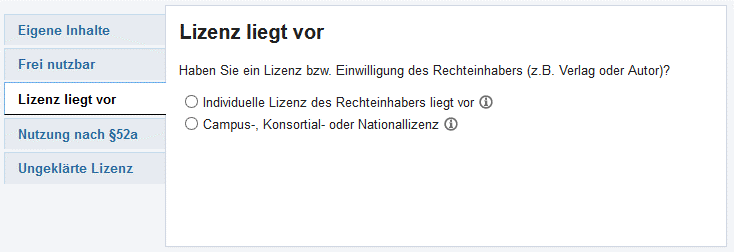 Eigene Inhalte
Frei nutzbar
Lizenz liegt vor
Nutzung nach §52a
Ungeklärte Lizenz
Lizenz liegt vor
Haben Sie ein Lizenz bzw. Einwilligung des Rechteinhabers (z.B. Verlag oder Autor)?
Individuelle Lizenz des Rechteinhabers liegt vor
Campus-, Konsortial- oder Nationallizenz